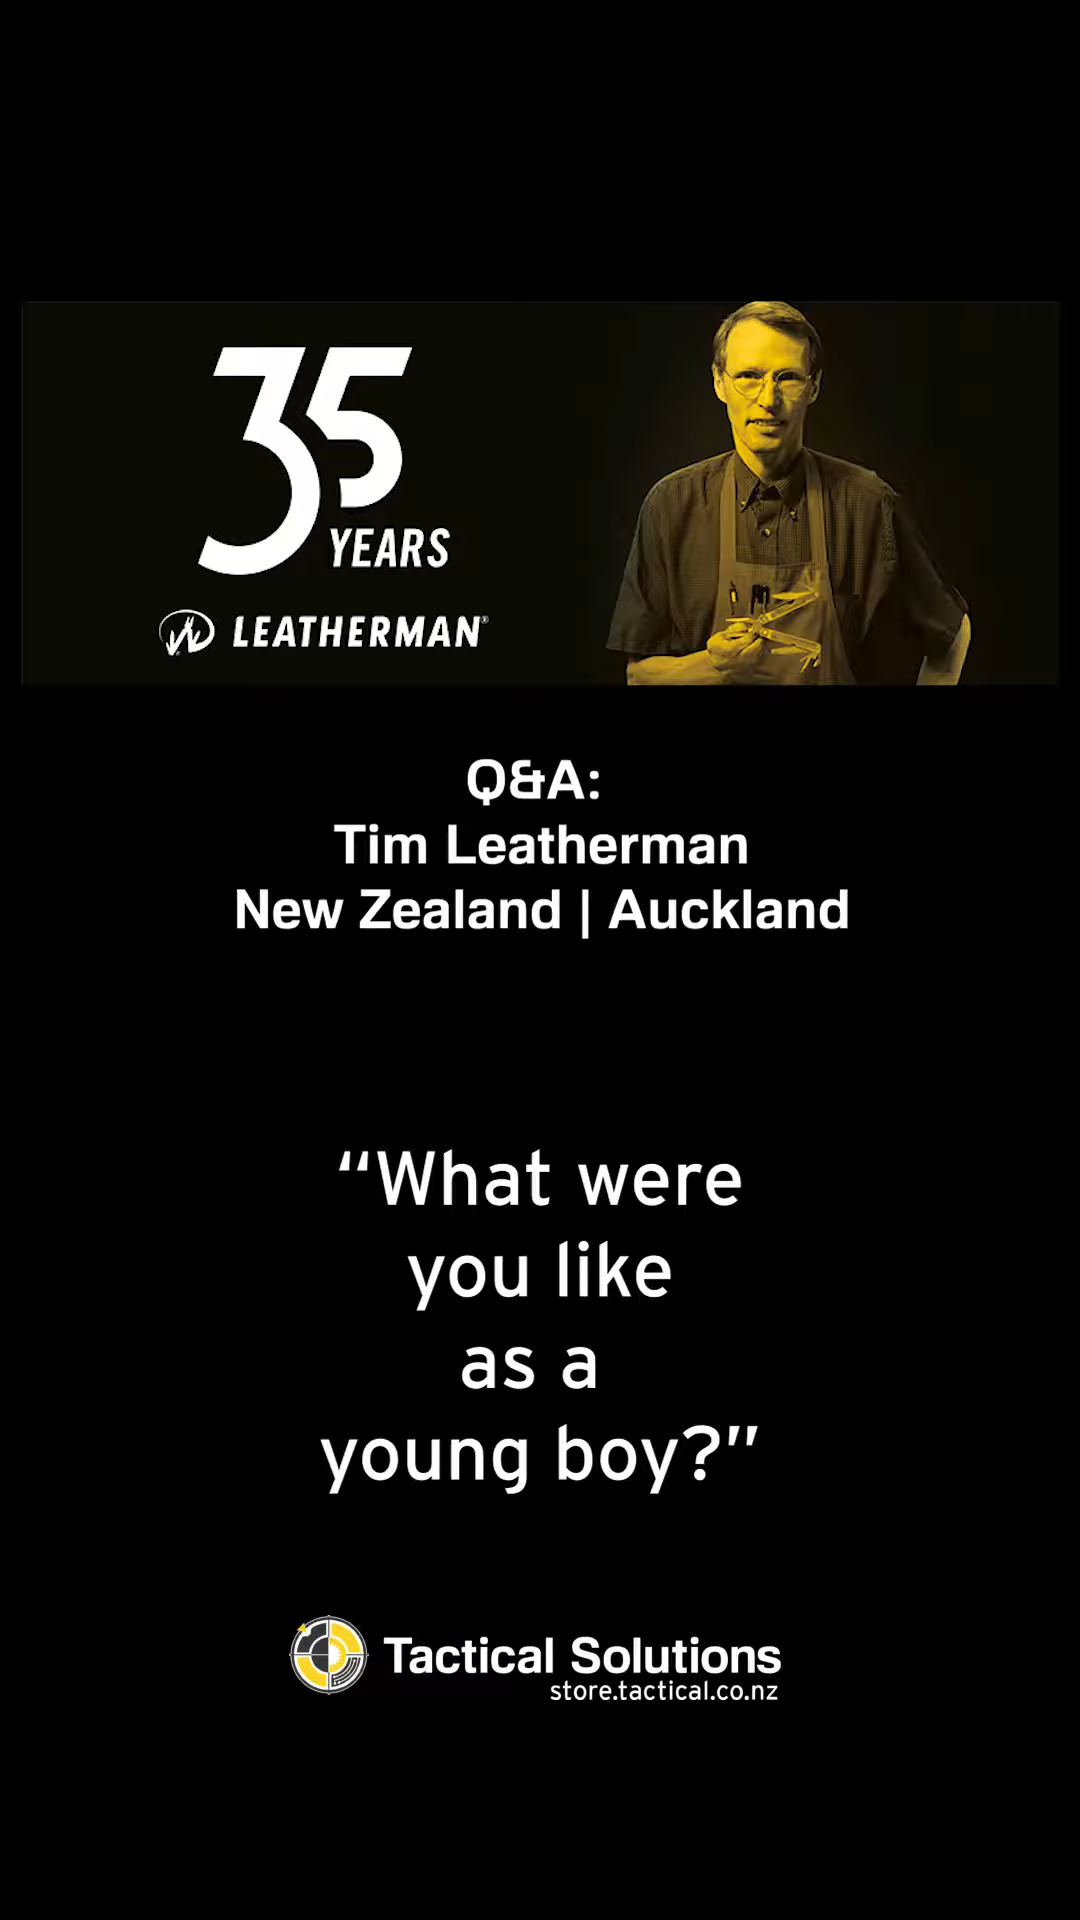 35
YEARS
LEATHERMAN®
Q&A:
Tim Leatherman
New Zealand | Auckland
“What were
you like
as a
young boy?”
Tactical Solutions
store.tactical.co.nz